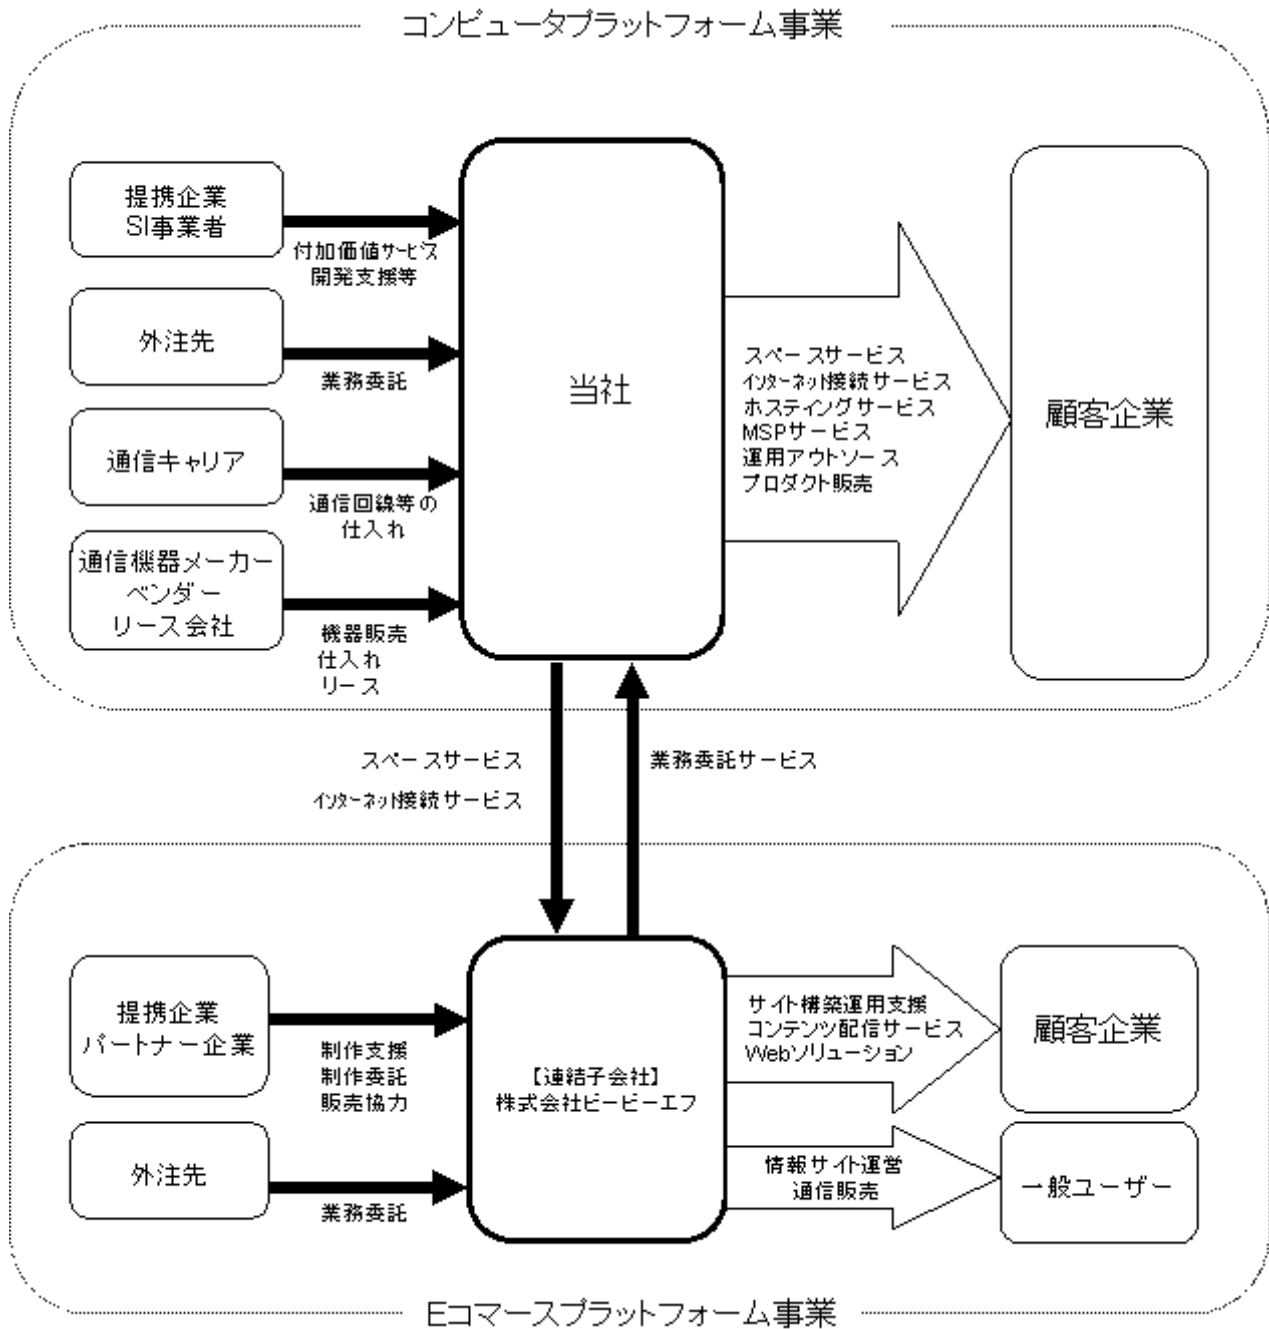 コンピュータプラットフォーム事業
提携企業
SI事業者
付加価値サービス
開発支援等
外注先
業務委託
通信キャリア
通信回線等の
仕入れ
通信機器メーカー
ベンダー
リース会社
機器販売
仕入れ
リース
当社
スペースサービス
インターネット接続サービス
ホスティングサービス
MSPサービス
運用アウトソース
プロダクト販売
顧客企業
スペースサービス
インターネット接続サービス
業務委託サービス
提携企業
パートナー企業
制作支援
制作委託
販売協力
外注先
業務委託
【連結子会社】
株式会社ビービーエフ
サイト構築運用支援
コンテンツ配信サービス
Webソリューション
顧客企業
情報サイト運営
通信販売
一般ユーザー
Eコマースプラットフォーム事業